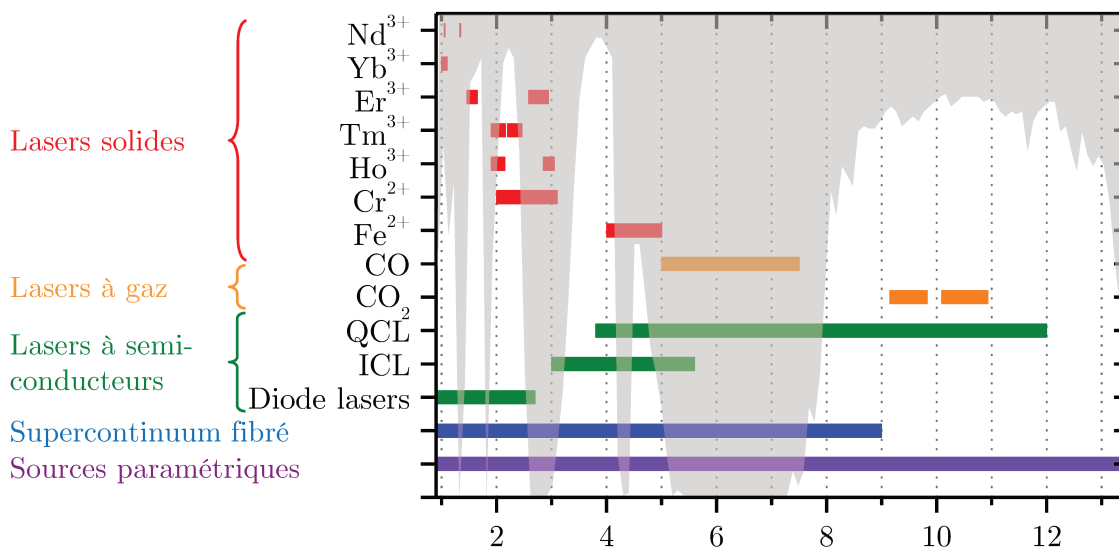 Nd3+
Yb3+
Er3+
Tm3+
Ho3+
Cr2+
Fe2+
CO
CO2
QCL
ICL
Diode lasers
Lasers solides
Lasers à gaz
Lasers à semi-
conducteurs
Supercontinuum fibré
Sources paramétriques
2 4 6 8 10 12